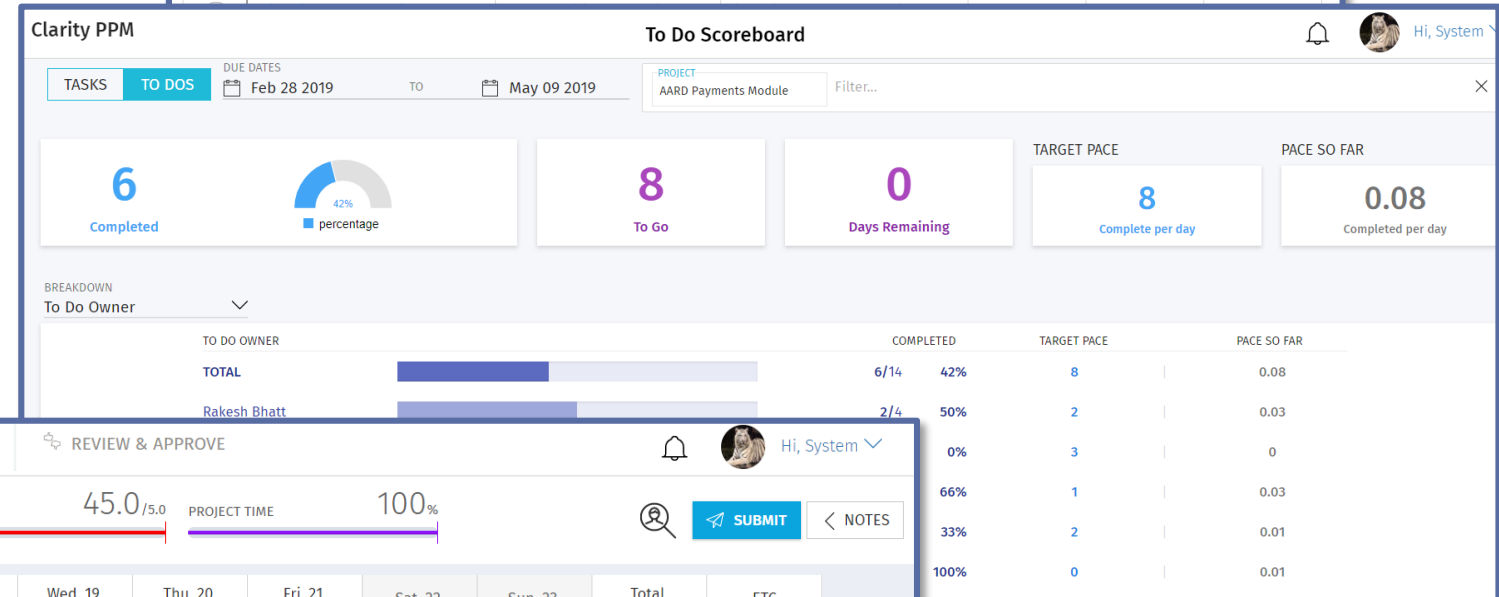 Clarity PPM
To Do Scoreboard
Hi, System
TASKS
TO DOS
DUE DATES
Feb 28 2019
TO
May 09 2019
PROJECT
AARD Payments Module
Filter...
6
Completed
42%
percentage
8
To Go
0
Days Remaining
TARGET PACE
8
Complete per day
PACE SO FAR
0.08
Completed per day
BREAKDOWN
To Do Owner
TO DO OWNER COMPLETED TARGET PACE PACE SO FAR
TOTAL 6/14 42% 8 0.08
Rakesh Bhatt 2/4 50% 2 0.03
0% 3 0
66% 1 0.03
33% 2 0.01
100% 0 0.01
REVIEW & APPROVE
Hi, System
45.0/5.0
PROJECT TIME
100%
SUBMIT
NOTES
Wed, 19 Thu, 20 Fri, 21 Sat, 22 Sun, 23 Total ETC